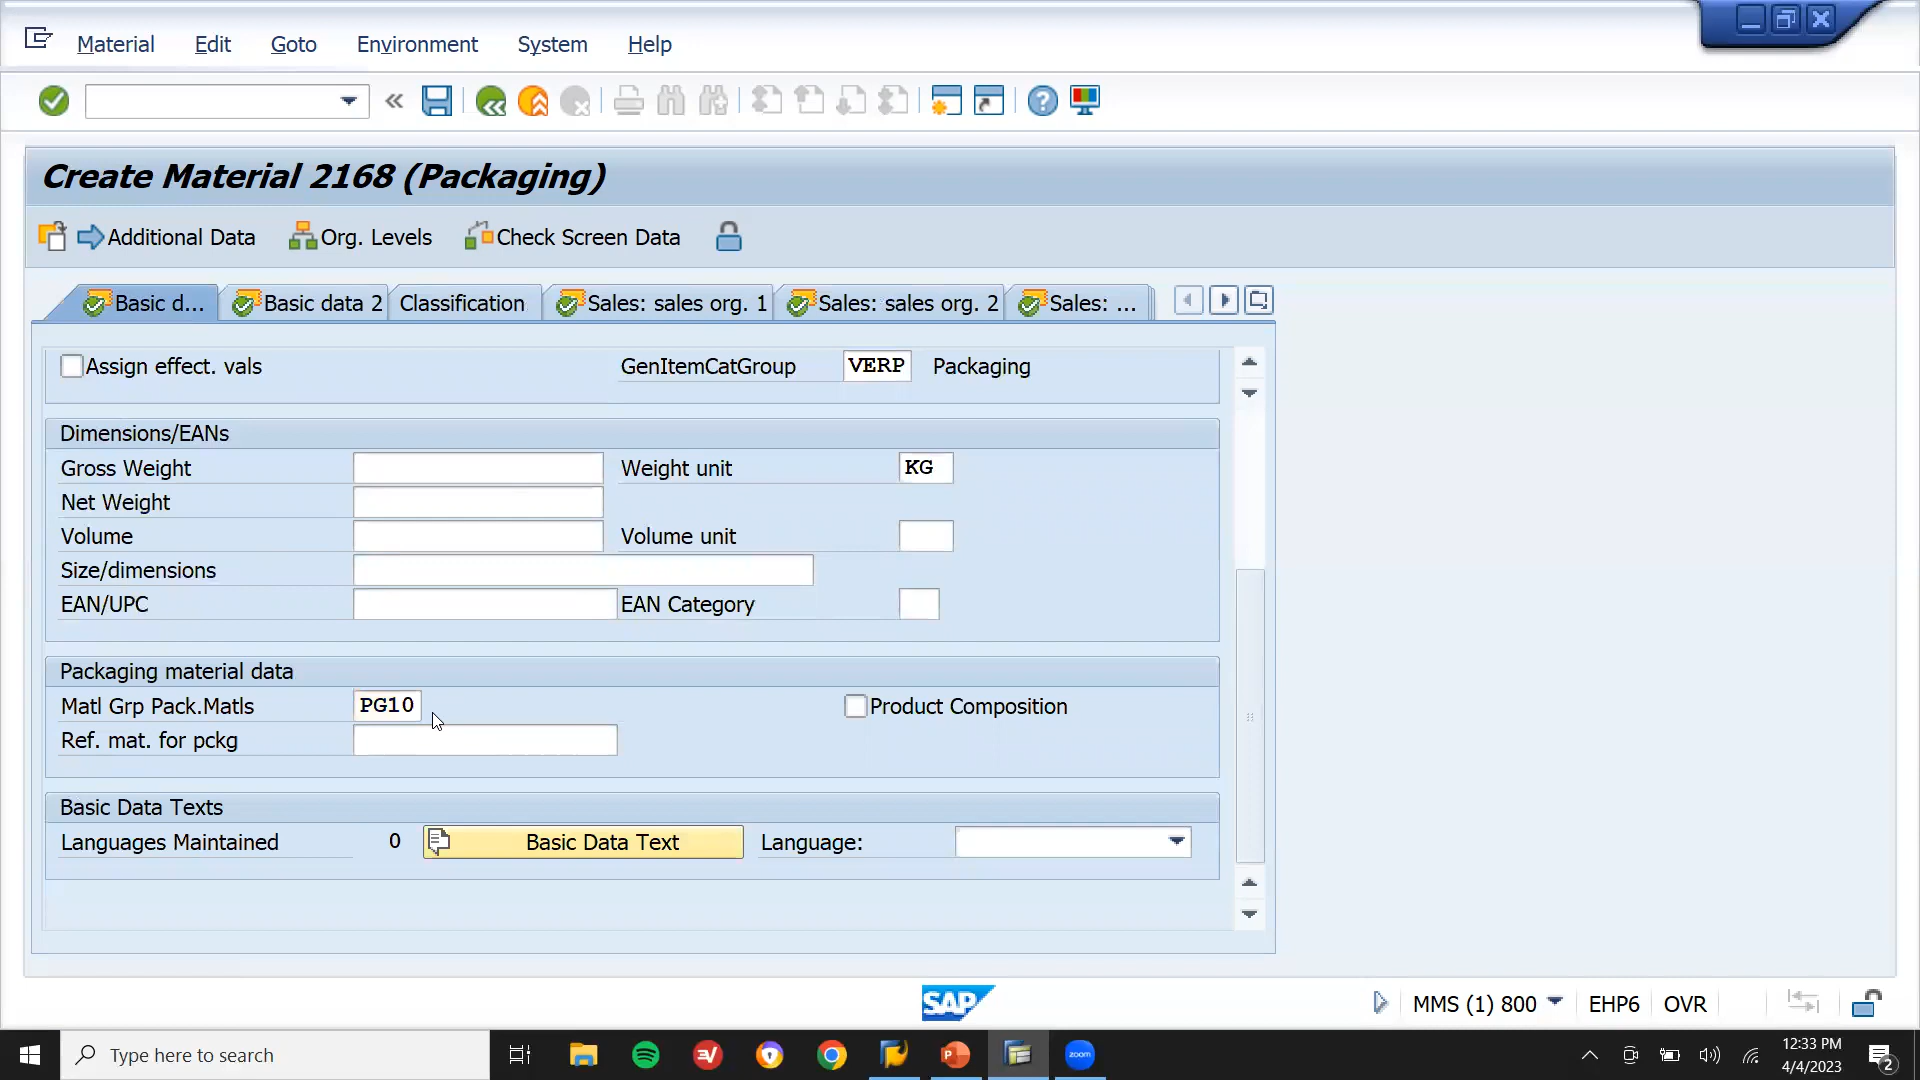 Material Edit Goto Environment System Help
Create Material 2168 (Packaging)
Additional Data Org. Levels Check Screen Data
Basic d... Basic data 2 Classification Sales: sales org. 1 Sales: sales org. 2 Sales: ...
Assign effect. vals GenItemCatGroup VERP Packaging
Dimensions/EANs
Gross Weight Weight unit KG
Net Weight
Volume Volume unit
Size/dimensions
EAN/UPC EAN Category
Packaging material data
Matl Grp Pack.Matls PG10 Product Composition
Ref. mat. for pckg
Basic Data Texts
Languages Maintained 0 Basic Data Text Language:
SAP MMS (1) 800 EHP6 OVR
Type here to search zoom 12:33 PM
4/4/2023 2